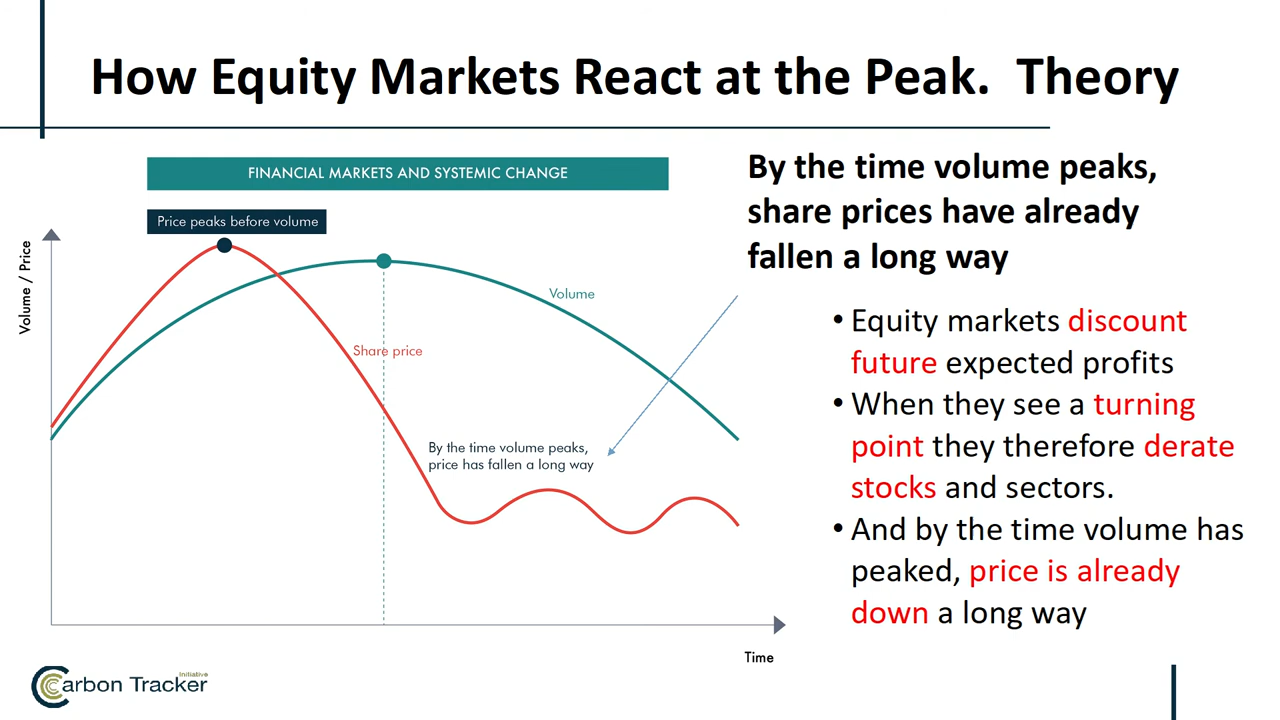 How Equity Markets React at the Peak.  Theory
FINANCIAL MARKETS AND SYSTEMIC CHANGE
Price peaks before volume
Volume / Price
Volume
Share price
By the time volume peaks,
price has fallen a long way
Time
By the time volume peaks,
share prices have already
fallen a long way
• Equity markets discount
future expected profits
• When they see a turning
point they therefore derate
stocks and sectors.
• And by the time volume has
peaked, price is already
down a long way
Carbon Tracker
Initiative